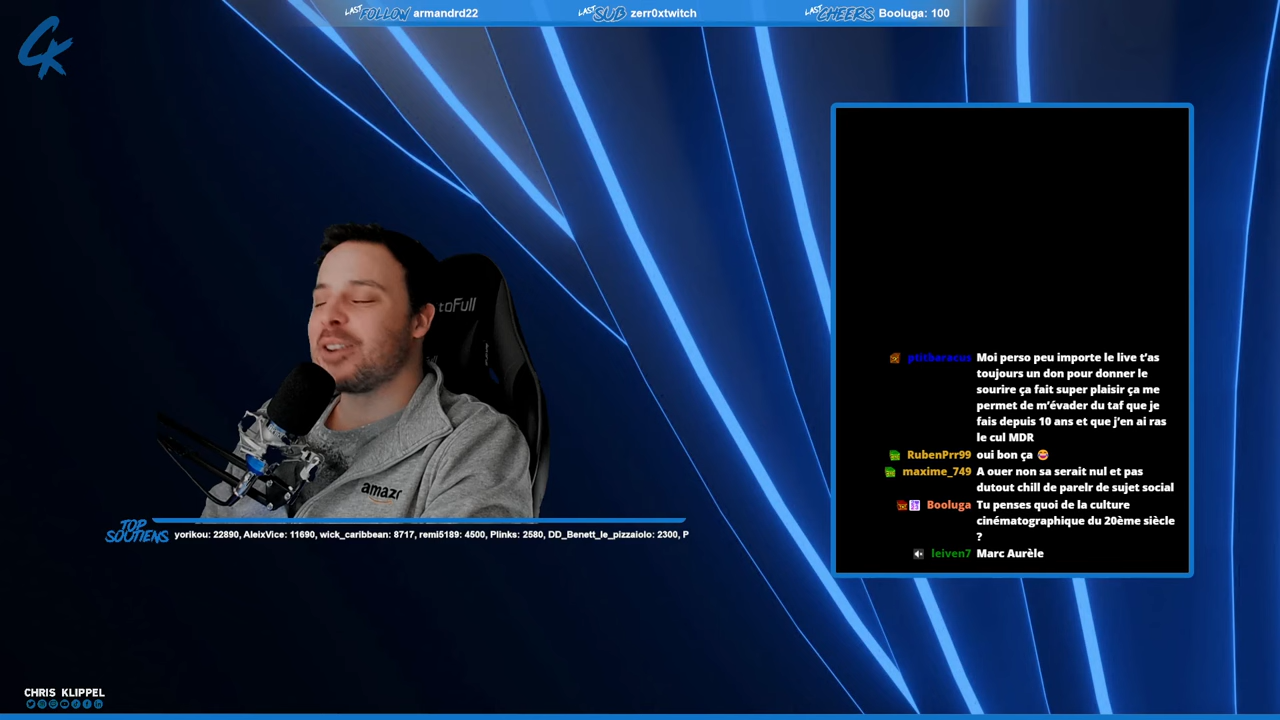 LAST FOLLOW armandrd22
LAST SUB zerr0xtwitch
LAST CHEERS Booluga: 100
CK
toFull
ptitbaracus Moi perso peu importe le live t'as
toujours un don pour donner le
sourire ça fait super plaisir ça me
permet de m'évader du taf que je
fais depuis 10 ans et que j'en ai ras
le cul MDR
RubenPrr99 oui bon ça
maxime_749 A ouer non sa serait nul et pas
dutout chill de parelr de sujet social
Booluga Tu penses quoi de la culture
cinématographique du 20ème siècle
?
leiven7 Marc Aurèle
amazo
TOP SOUTIENS
yorikou: 22890, AleixVice: 11690, wick_caribbean: 8717, remi5189: 4500, Plinks: 2580, DD_Benett_le_pizzaiolo: 2300, P
CHRIS KLIPPEL